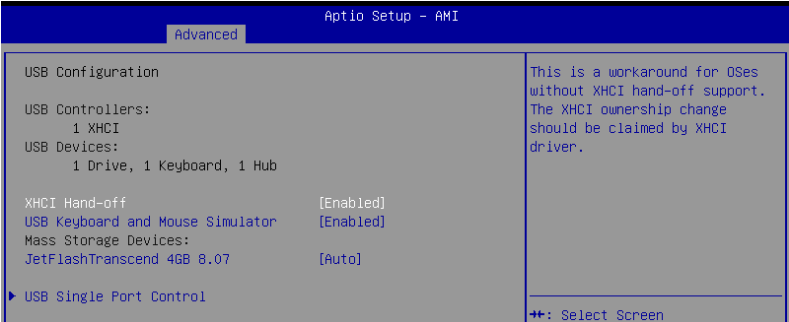 Aptio Setup - AMI
Advanced
USB Configuration
USB Controllers:
1 XHCI
USB Devices:
1 Drive, 1 Keyboard, 1 Hub
XHCI Hand-off [Enabled]
USB Keyboard and Mouse Simulator [Enabled]
Mass Storage Devices:
JetFlashTranscend 4GB 8.07 [Auto]
USB Single Port Control
This is a workaround for OSes
without XHCI hand-off support.
The XHCI ownership change
should be claimed by XHCI
driver.
→←: Select Screen